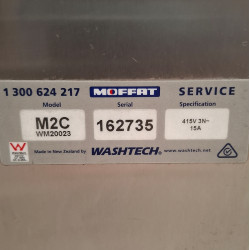 1 300 624 217 MOFFAT SERVICE
Model Serial Specification
M2C 162735 415V 3N~
WM20023 15A
Made in New Zealand by WASHTECH® www.washtech.net